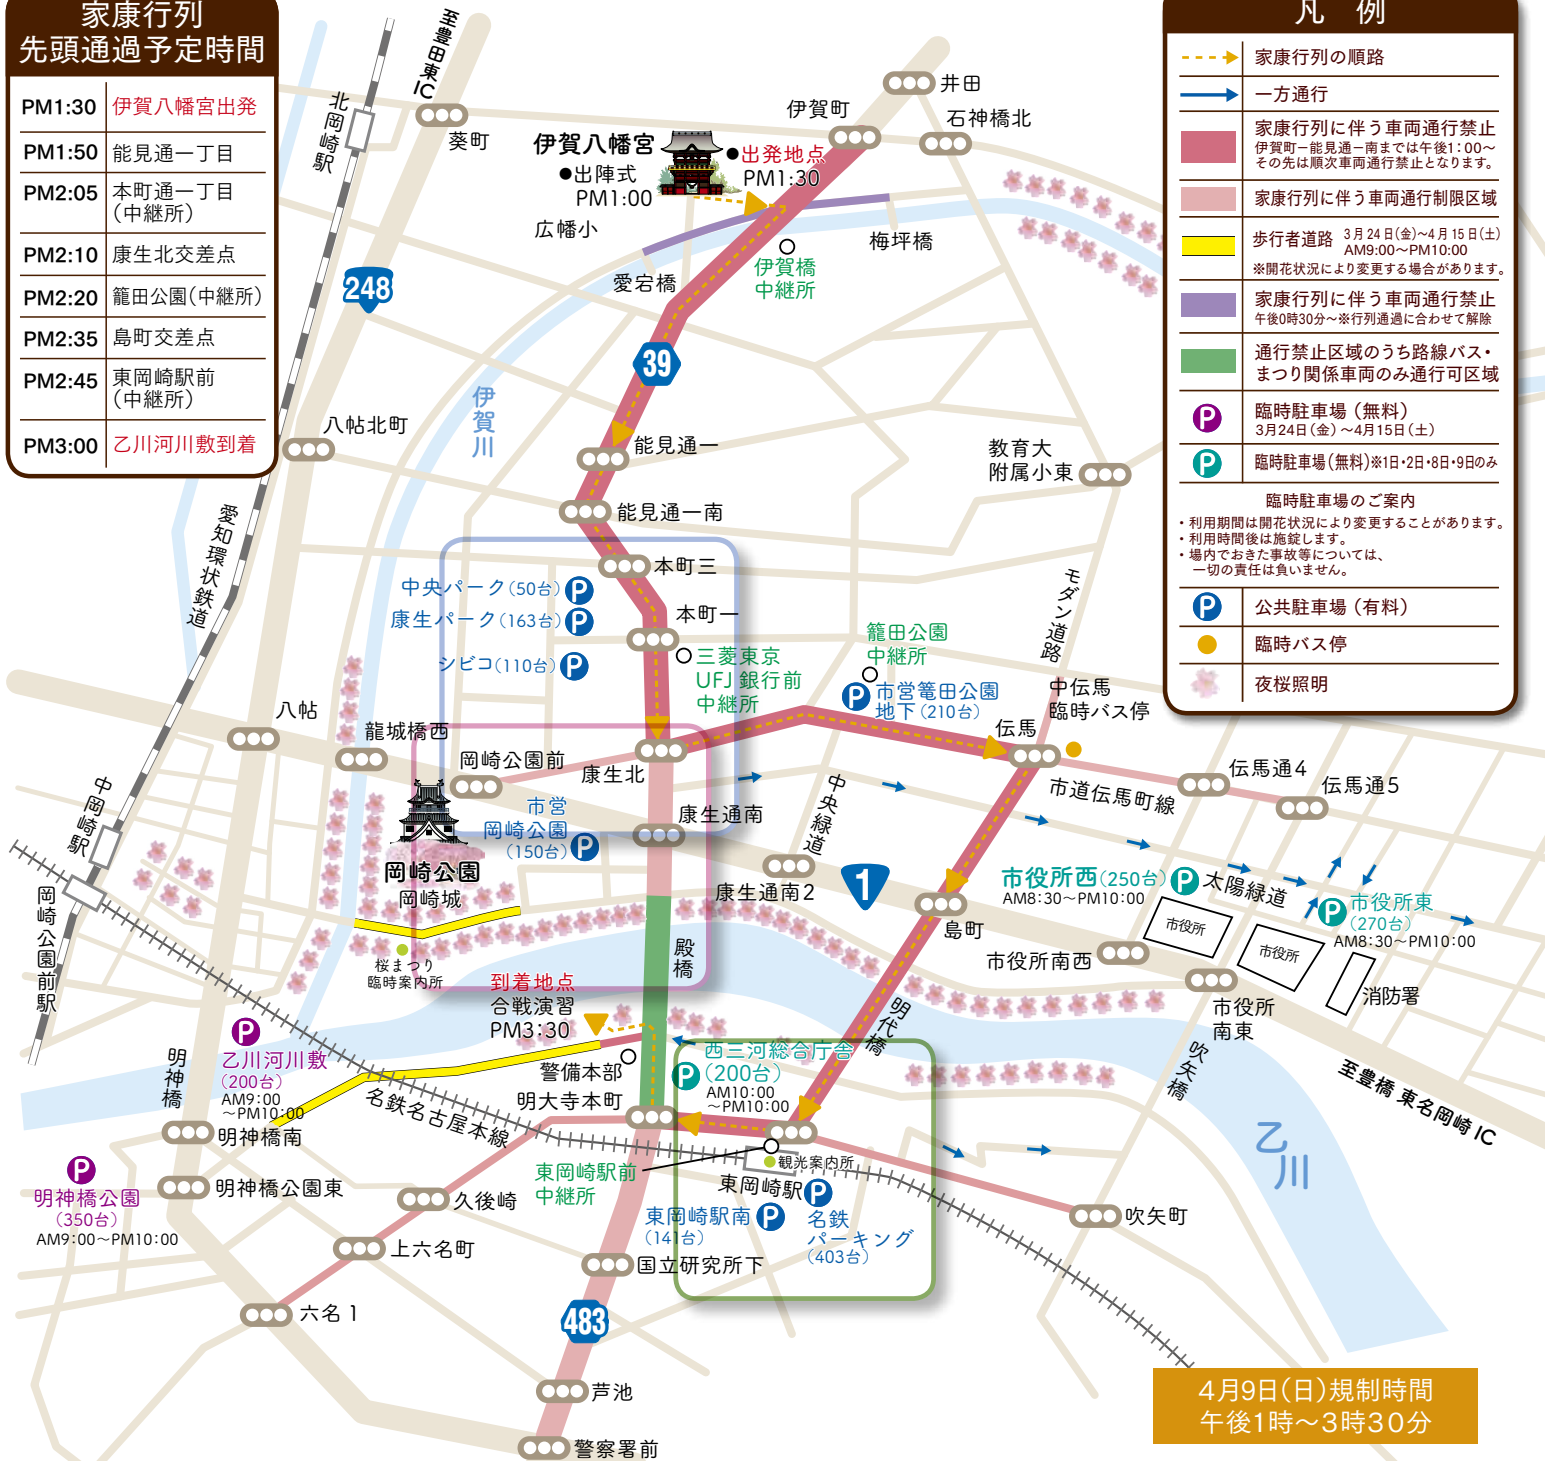 家康行列
先頭通過予定時間
PM1:30 伊賀八幡宮出発
PM1:50 能見通一丁目
PM2:05 本町通一丁目
(中継所)
PM2:10 康生北交差点
PM2:20 籠田公園(中継所)
PM2:35 島町交差点
PM2:45 東岡崎駅前
(中継所)
PM3:00 乙川河川敷到着
凡 例
家康行列の順路
一方通行
家康行列に伴う車両通行禁止
伊賀町ー能見通一南までは午後1:00〜
その先は順次車両通行禁止となります。
家康行列に伴う車両通行制限区域
歩行者道路 3月24日(金)〜4月15日(土)
AM9:00〜PM10:00
※開花状況により変更する場合があります。
家康行列に伴う車両通行禁止
午後0時30分〜※行列通過に合わせて解除
通行禁止区域のうち路線バス・
まつり関係車両のみ通行可区域
P 臨時駐車場(無料)
3月24日(金)〜4月15日(土)
P 臨時駐車場(無料)※1日・2日・8日・9日のみ
臨時駐車場のご案内
・利用期間は開花状況により変更することがあります。
・利用時間後は施錠します。
・場内でおきた事故等については、
一切の責任は負いません。
P 公共駐車場(有料)
臨時バス停
夜桜照明
至豊田東IC
北岡崎駅
葵町
伊賀町
井田
石神橋北
伊賀八幡宮
●出陣式
PM1:00
●出発地点
PM1:30
広幡小
愛宕橋
梅坪橋
伊賀橋
中継所
248
39
伊賀川
八帖北町
能見通一
能見通一南
教育大
附属小東
愛知環状鉄道
本町三
本町一
中央パーク(50台) P
康生パーク(163台) P
シビコ(110台) P
三菱東京
UFJ銀行前
中継所
籠田公園
中継所
P 市営篭田公園
地下(210台)
モダン道路
中伝馬
臨時バス停
伝馬
八帖
龍城橋西
岡崎公園前
康生北
康生通南
中央緑道
市道伝馬町線
伝馬通4
伝馬通5
中岡崎駅
市営
岡崎公園
(150台) P
岡崎公園
岡崎城
康生通南2
1
島町
市役所西(250台) P
AM8:30〜PM10:00
太陽緑道
P 市役所東
(270台)
AM8:30〜PM10:00
市役所
市役所
消防署
市役所南西
市役所
南東
岡崎公園前駅
桜まつり
臨時案内所
殿橋
到着地点
合戦演習
PM3:30
明代橋
吹矢橋
至豊橋 東名岡崎IC
P
乙川河川敷
(200台)
AM9:00
〜PM10:00
明神橋
警備本部
西三河総合庁舎
P (200台)
AM10:00
〜PM10:00
明大寺本町
名鉄名古屋本線
明神橋南
P
明神橋公園
(350台)
AM9:00〜PM10:00
明神橋公園東
久後崎
上六名町
六名1
東岡崎駅前
中継所
観光案内所
東岡崎駅
東岡崎駅南
(141台) P
P
名鉄
パーキング
(403台)
乙川
吹矢町
国立研究所下
483
芦池
警察署前
4月9日(日)規制時間
午後1時〜3時30分